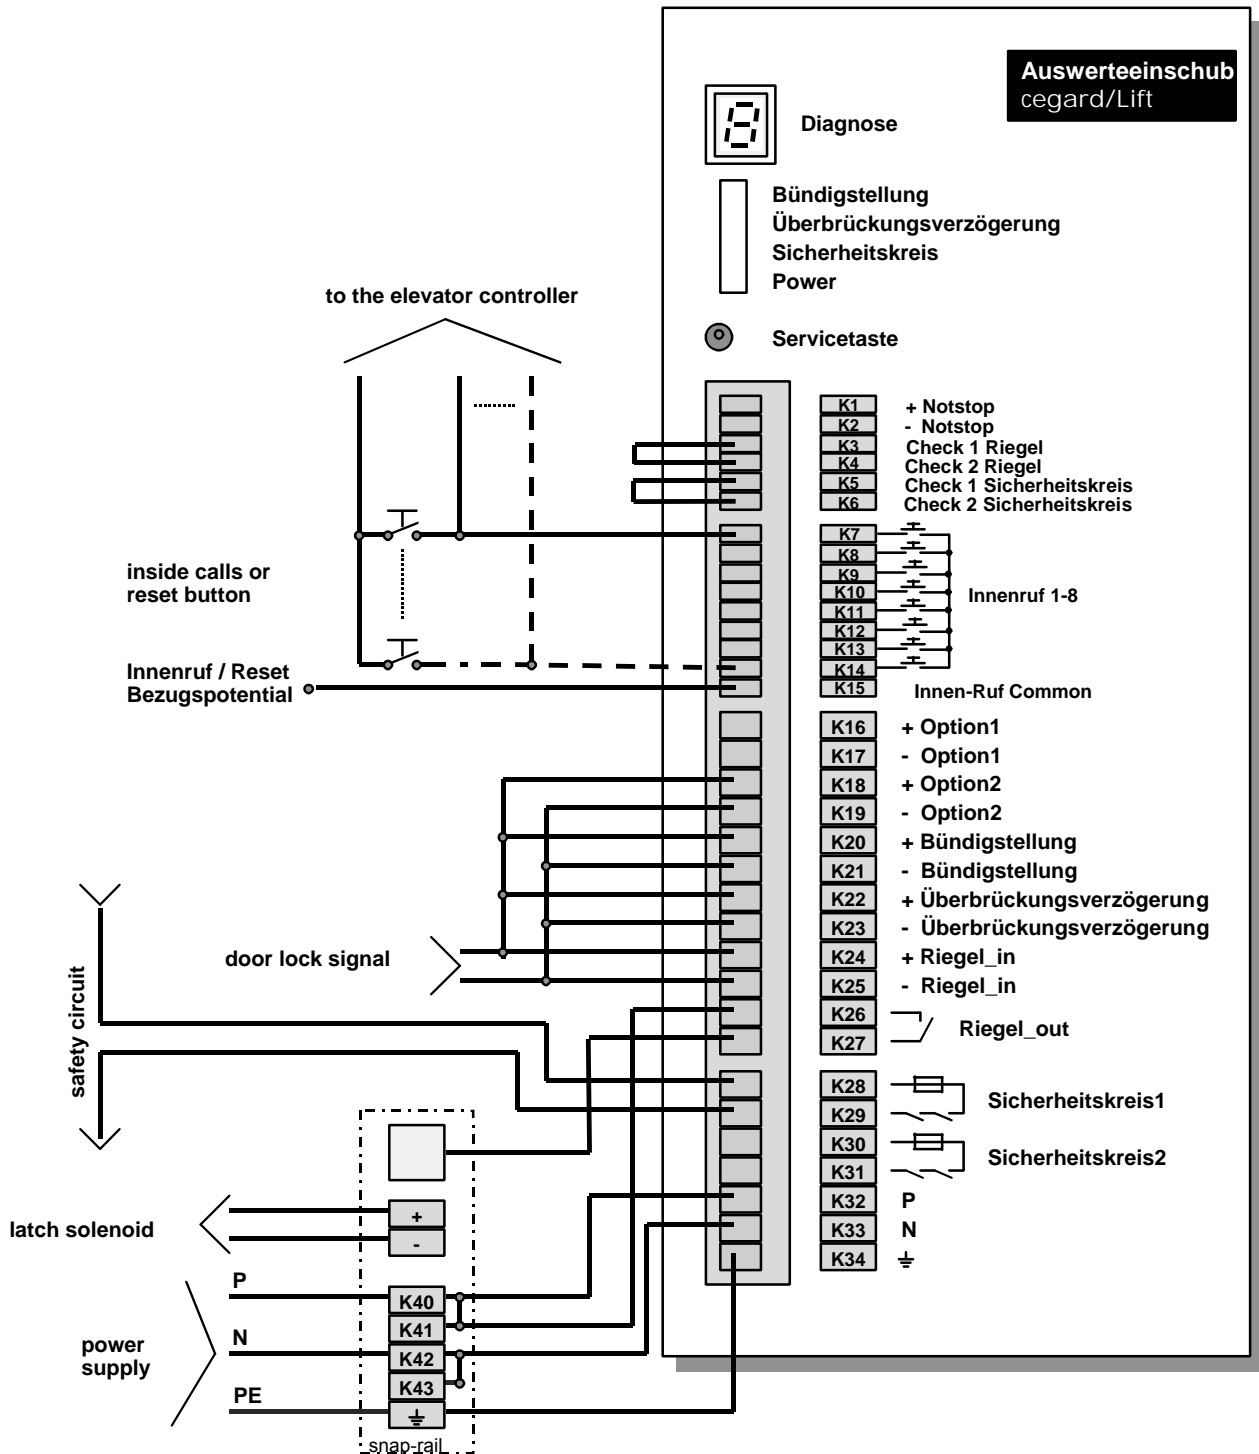 Auswerteeinschub
cegard/Lift
Diagnose
Bündigstellung
Überbrückungsverzögerung
Sicherheitskreis
Power
Servicetaste
to the elevator controller
K1 + Notstop
K2 - Notstop
K3 Check 1 Riegel
K4 Check 2 Riegel
K5 Check 1 Sicherheitskreis
K6 Check 2 Sicherheitskreis
K7
K8
K9
K10
K11
K12
K13
K14
Innenruf 1-8
K15 Innen-Ruf Common
inside calls or
reset button
Innenruf / Reset
Bezugspotential
K16 + Option1
K17 - Option1
K18 + Option2
K19 - Option2
K20 + Bündigstellung
K21 - Bündigstellung
K22 + Überbrückungsverzögerung
K23 - Überbrückungsverzögerung
K24 + Riegel_in
K25 - Riegel_in
K26
K27
Riegel_out
door lock signal
safety circuit
K28
K29
Sicherheitskreis1
K30
K31
Sicherheitskreis2
K32 P
K33 N
K34
latch solenoid
+
-
power
supply
P
N
PE
K40
K41
K42
K43
snap-rail